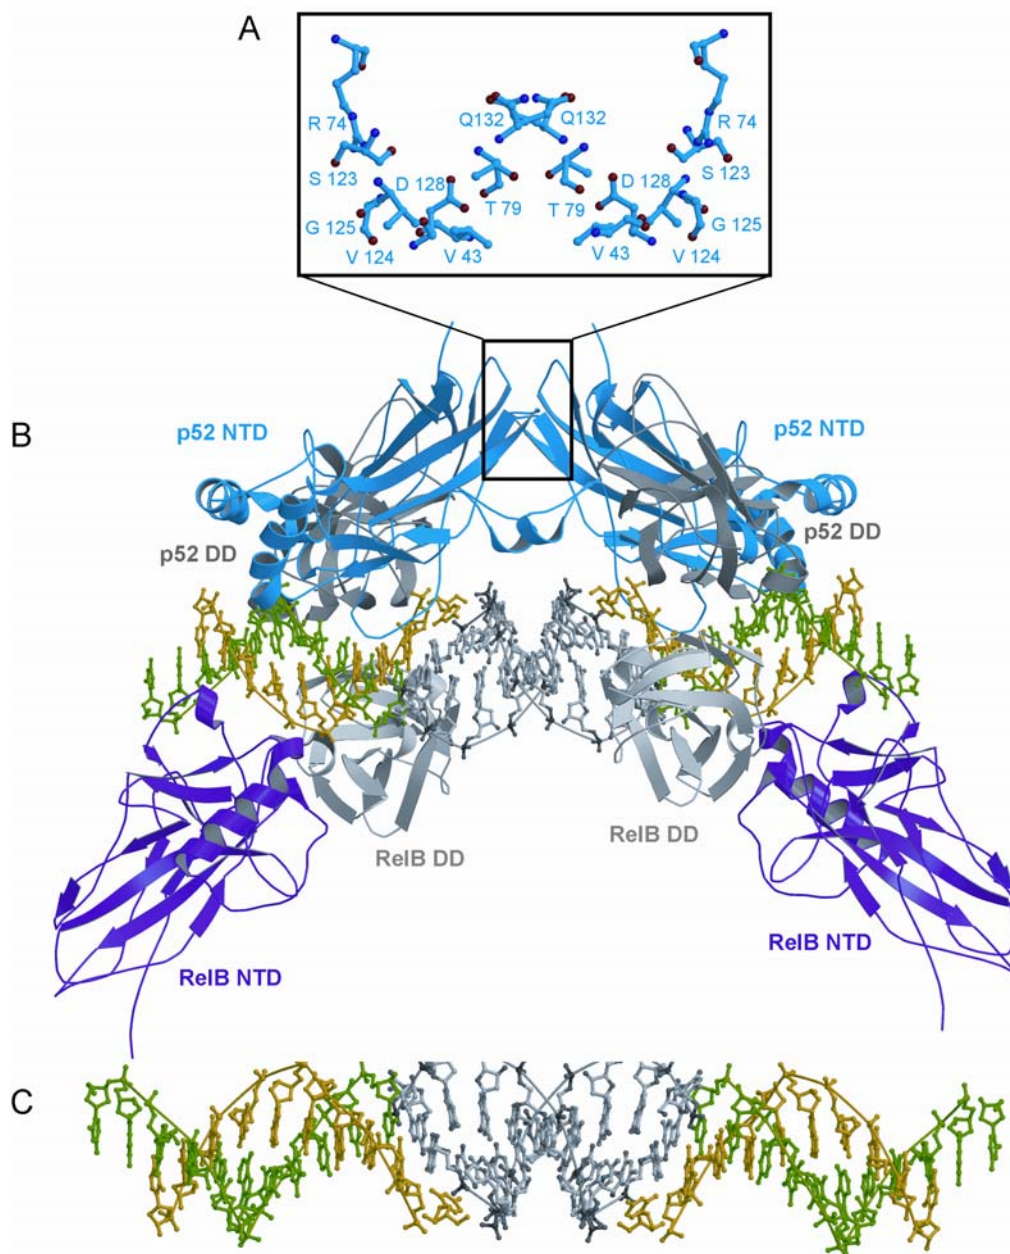 A
Q132 Q132
R 74 R 74
S 123 D 128 D 128 S 123
T 79 T 79
G 125 G 125
V 124 V 43 V 43 V 124
B
p52 NTD p52 NTD
p52 DD p52 DD
RelB DD RelB DD
RelB NTD RelB NTD
C